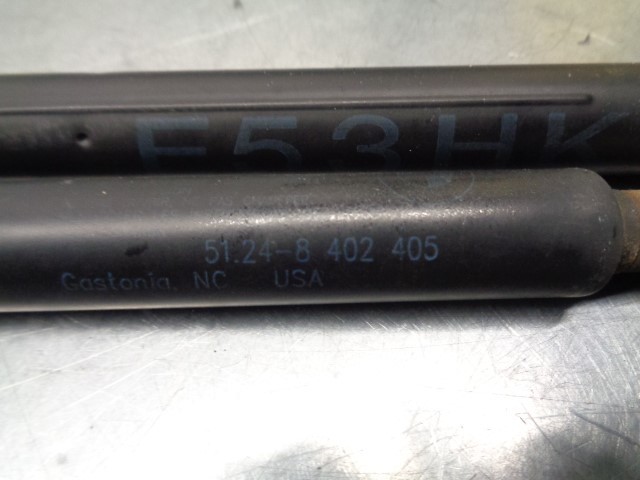 E53HK
51.24-8 402 405
Gastonia, NC USA